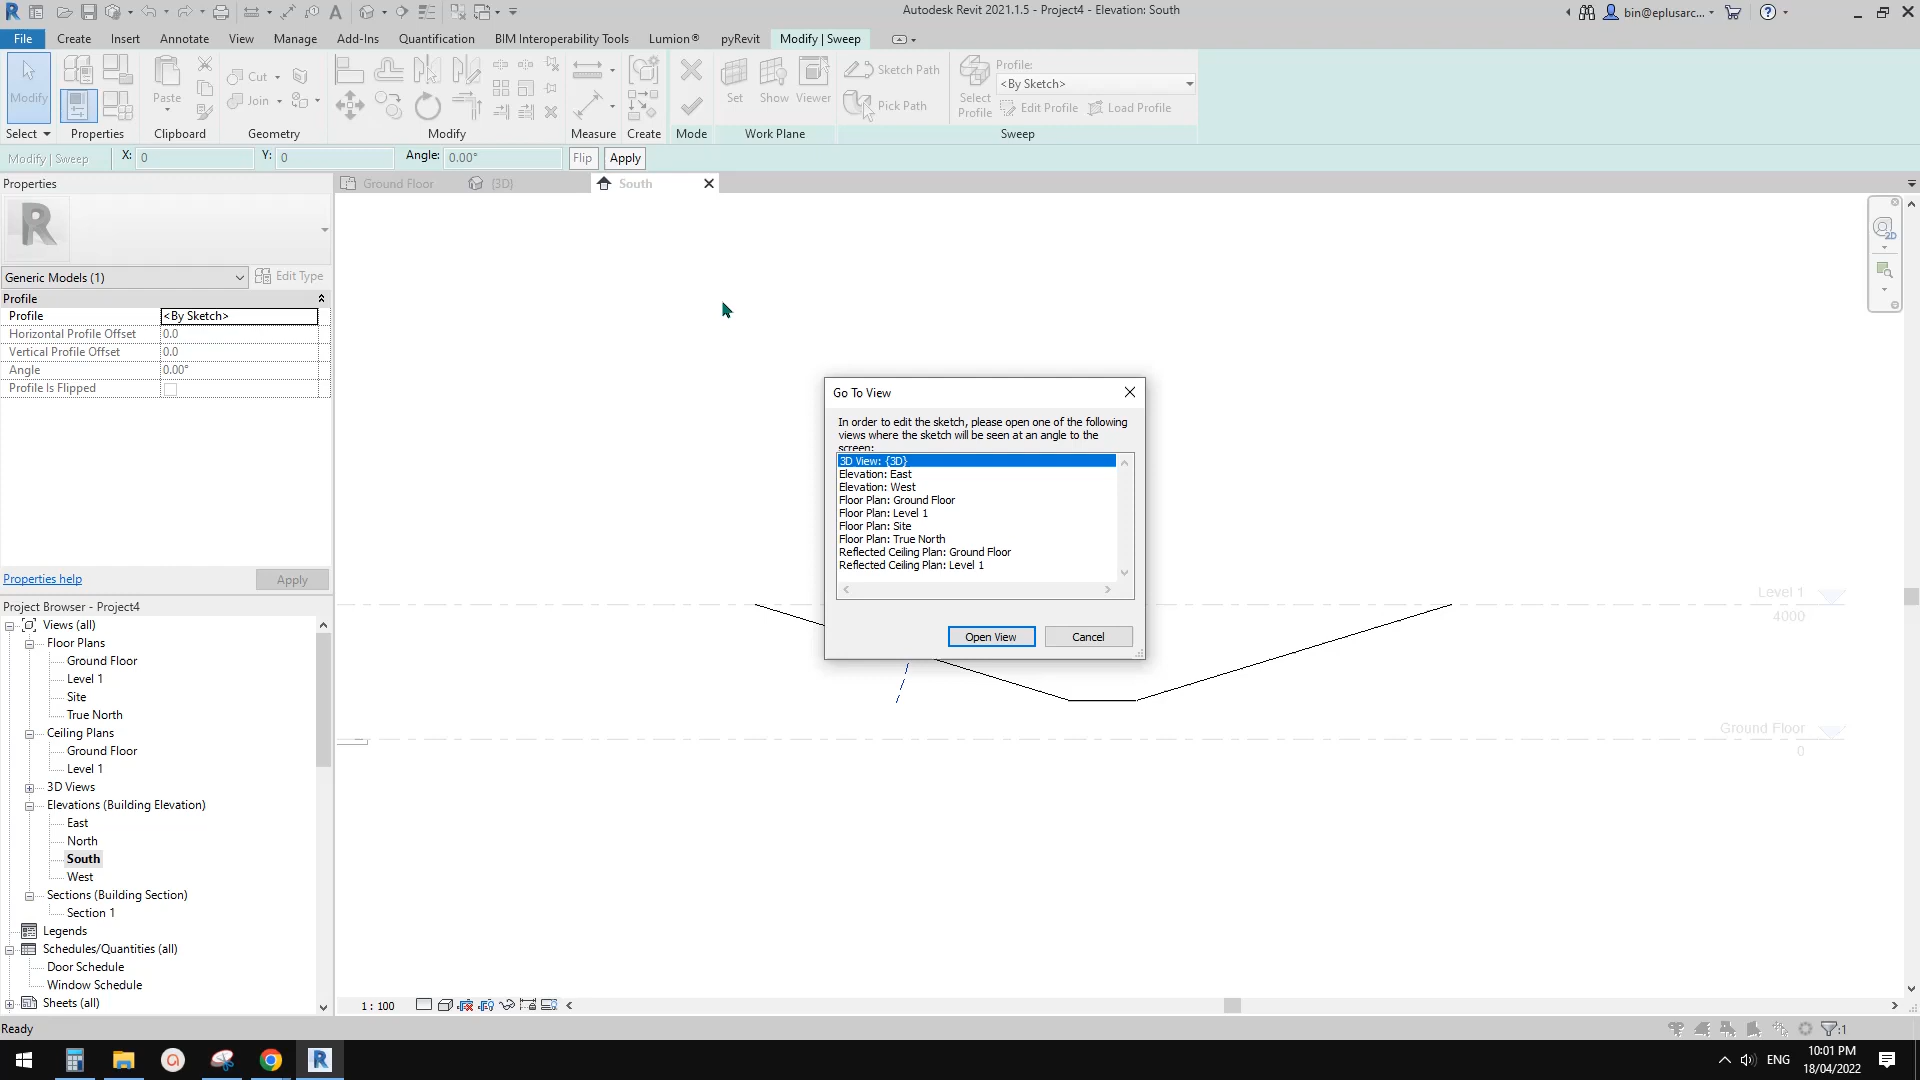 Autodesk Revit 2021.1.5 - Project4 - Elevation: South
bin@eplusarc...
File Create Insert Annotate View Manage Add-Ins Quantification BIM Interoperability Tools Lumion® pyRevit Modify | Sweep
Modify
Paste
Cut
Join
Set Show Viewer
Sketch Path
Pick Path
Select Profile
Profile:
<By Sketch>
Edit Profile Load Profile
Select Properties Clipboard Geometry Modify Measure Create Mode Work Plane Sweep
Modify | Sweep X: 0 Y: 0 Angle: 0.00° Flip Apply
Properties
Ground Floor {3D} South
Generic Models (1) Edit Type
Profile
Profile <By Sketch>
Horizontal Profile Offset 0.0
Vertical Profile Offset 0.0
Angle 0.00°
Profile Is Flipped
Properties help Apply
Project Browser - Project4
Views (all)
Floor Plans
Ground Floor
Level 1
Site
True North
Ceiling Plans
Ground Floor
Level 1
3D Views
Elevations (Building Elevation)
East
North
South
West
Sections (Building Section)
Section 1
Legends
Schedules/Quantities (all)
Door Schedule
Window Schedule
Sheets (all)
Go To View
In order to edit the sketch, please open one of the following
views where the sketch will be seen at an angle to the
screen:
3D View: {3D}
Elevation: East
Elevation: West
Floor Plan: Ground Floor
Floor Plan: Level 1
Floor Plan: Site
Floor Plan: True North
Reflected Ceiling Plan: Ground Floor
Reflected Ceiling Plan: Level 1
Open View Cancel
Level 1
4000
Ground Floor
0
2D
1 : 100
Ready
:1
ENG
10:01 PM
18/04/2022